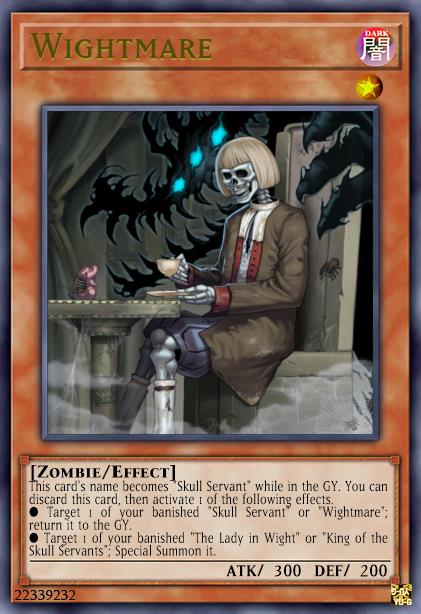 WIGHTMARE
DARK
闇
[ZOMBIE/EFFECT]
This card's name becomes "Skull Servant" while in the GY. You can
discard this card, then activate 1 of the following effects.
● Target 1 of your banished "Skull Servant" or "Wightmare";
return it to the GY.
● Target 1 of your banished "The Lady in Wight" or "King of the
Skull Servants"; Special Summon it.
ATK/ 300 DEF/ 200
22339232